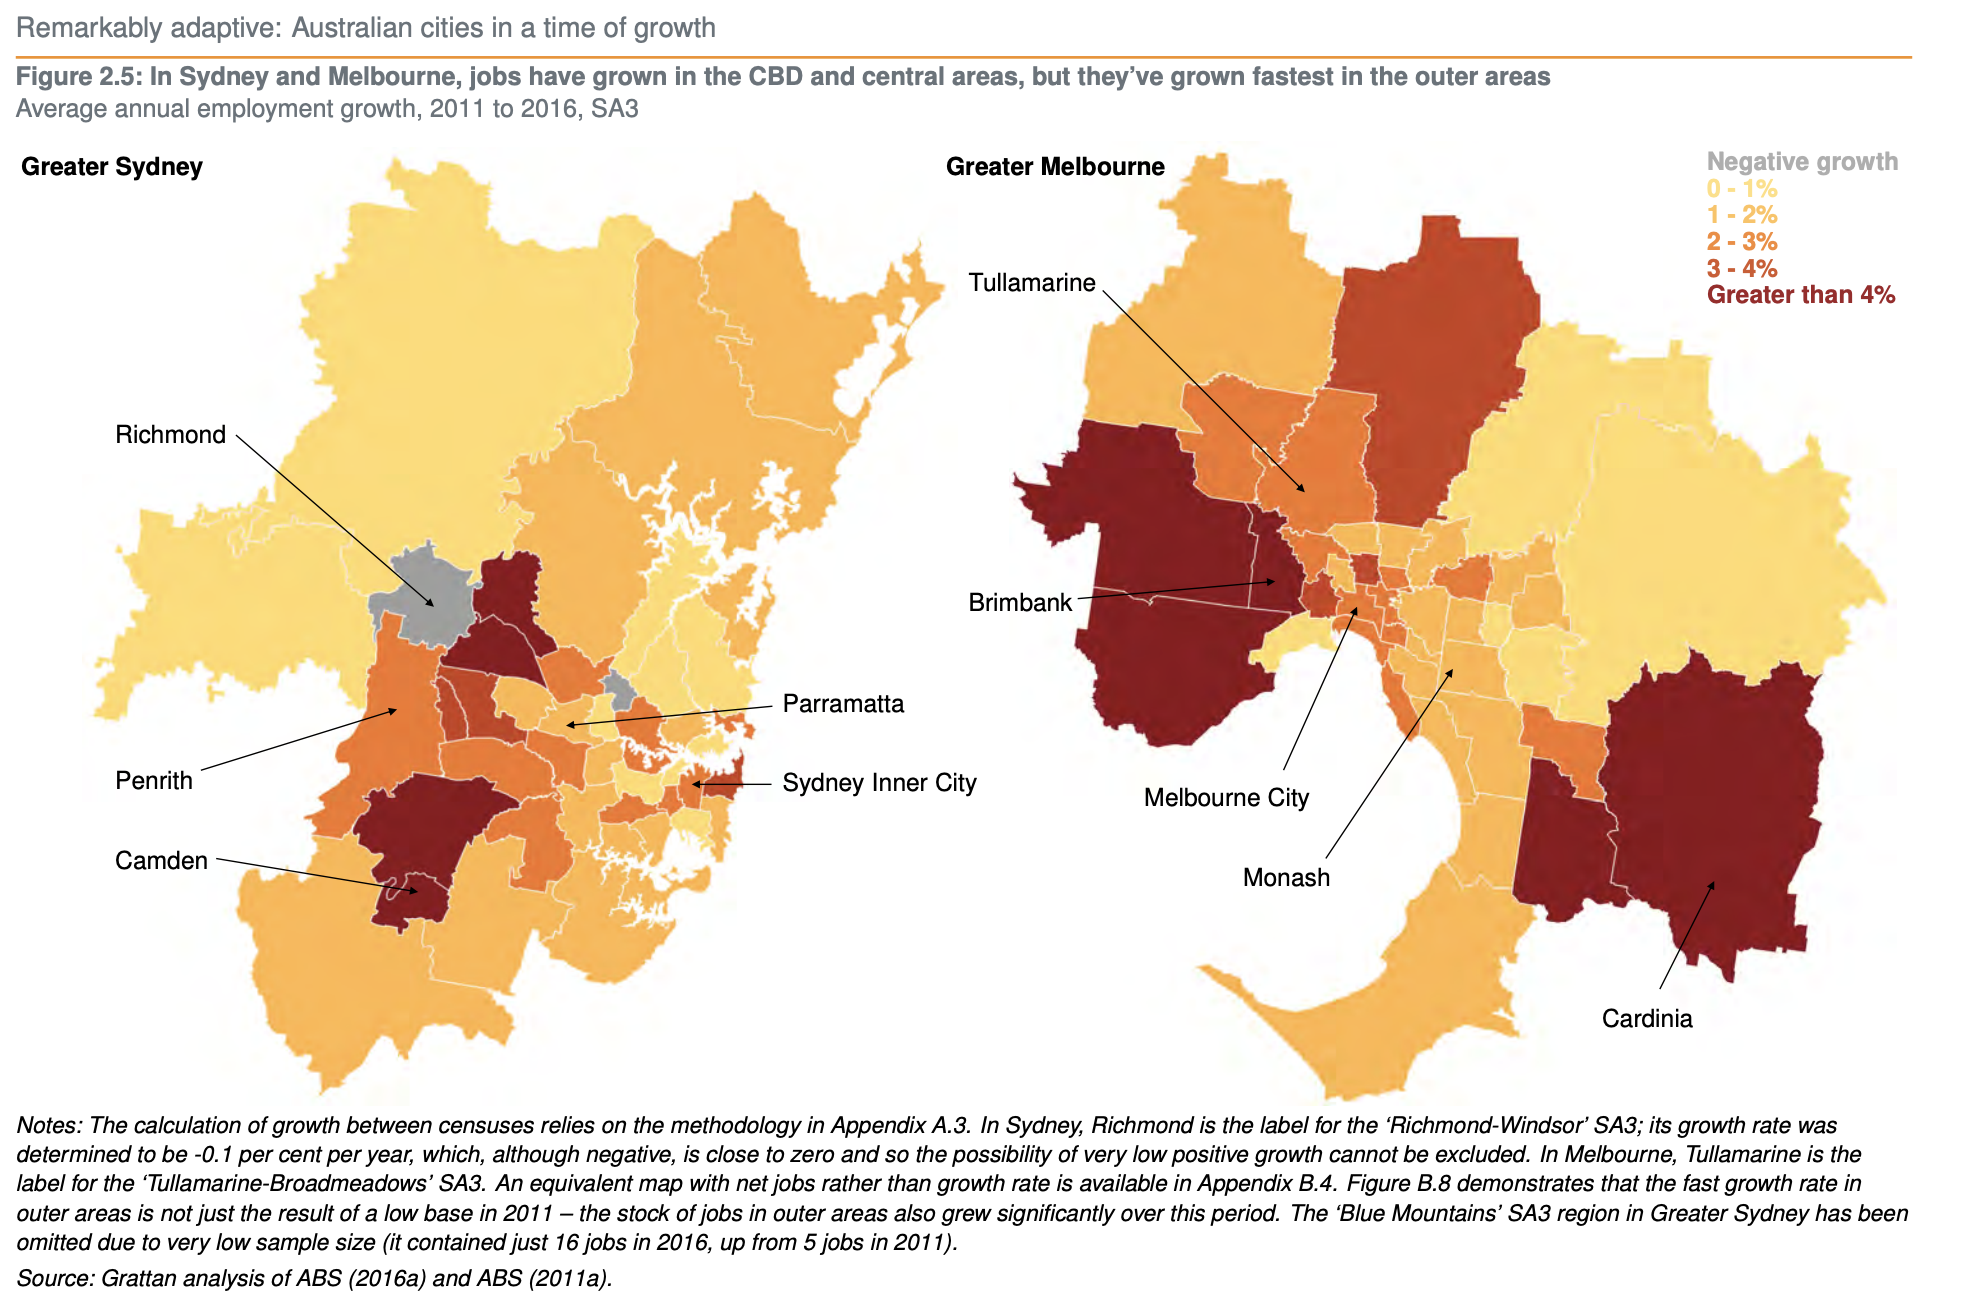 Remarkably adaptive: Australian cities in a time of growth
Figure 2.5: In Sydney and Melbourne, jobs have grown in the CBD and central areas, but they’ve grown fastest in the outer areas
Average annual employment growth, 2011 to 2016, SA3
Greater Sydney
Richmond
Penrith
Camden
Parramatta
Sydney Inner City
Greater Melbourne
Tullamarine
Brimbank
Melbourne City
Monash
Cardinia
Negative growth
0 - 1%
1 - 2%
2 - 3%
3 - 4%
Greater than 4%
Notes: The calculation of growth between censuses relies on the methodology in Appendix A.3. In Sydney, Richmond is the label for the ‘Richmond-Windsor’ SA3; its growth rate was
determined to be -0.1 per cent per year, which, although negative, is close to zero and so the possibility of very low positive growth cannot be excluded. In Melbourne, Tullamarine is the
label for the ‘Tullamarine-Broadmeadows’ SA3. An equivalent map with net jobs rather than growth rate is available in Appendix B.4. Figure B.8 demonstrates that the fast growth rate in
outer areas is not just the result of a low base in 2011 – the stock of jobs in outer areas also grew significantly over this period. The ‘Blue Mountains’ SA3 region in Greater Sydney has been
omitted due to very low sample size (it contained just 16 jobs in 2016, up from 5 jobs in 2011).
Source: Grattan analysis of ABS (2016a) and ABS (2011a).